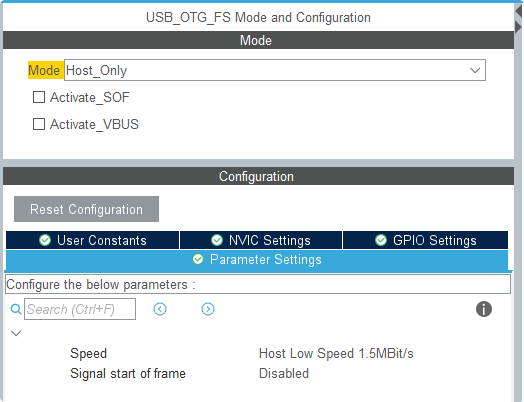 USB_OTG_FS Mode and Configuration
Mode
Mode Host_Only
Activate_SOF
Activate_VBUS
Configuration
Reset Configuration
User Constants NVIC Settings GPIO Settings
Parameter Settings
Configure the below parameters :
Search (Ctrl+F)
Speed Host Low Speed 1.5MBit/s
Signal start of frame Disabled